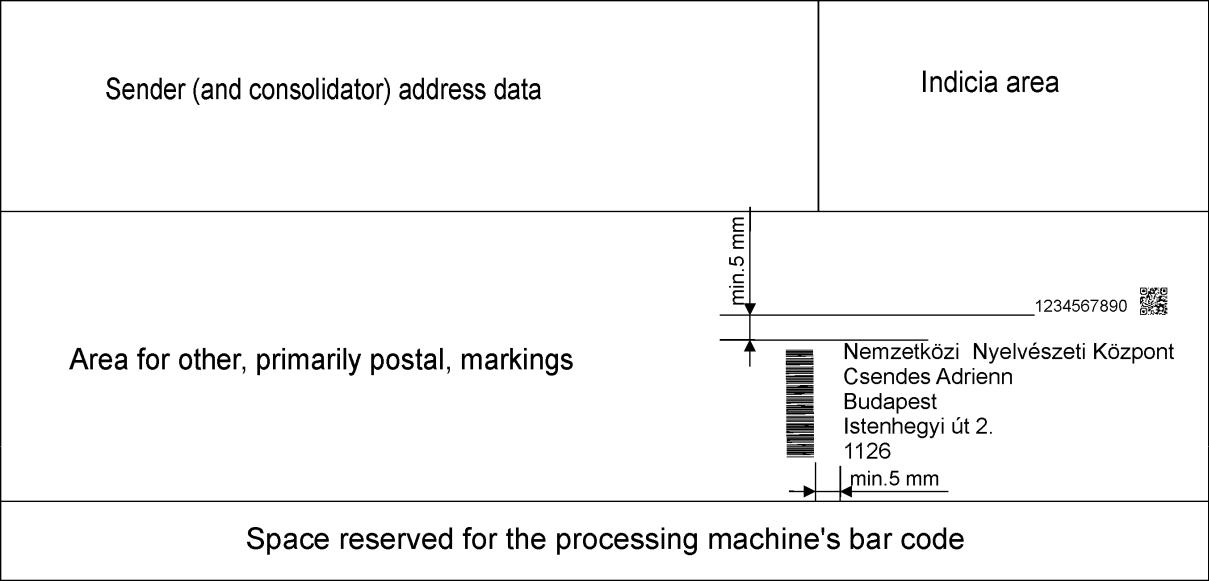 Sender (and consolidator) address data
Indicia area
min.5 mm
1234567890
Area for other, primarily postal, markings
Nemzetközi  Nyelvészeti Központ
Csendes Adrienn
Budapest
Istenhegyi út 2.
1126
min.5 mm
Space reserved for the processing machine's bar code